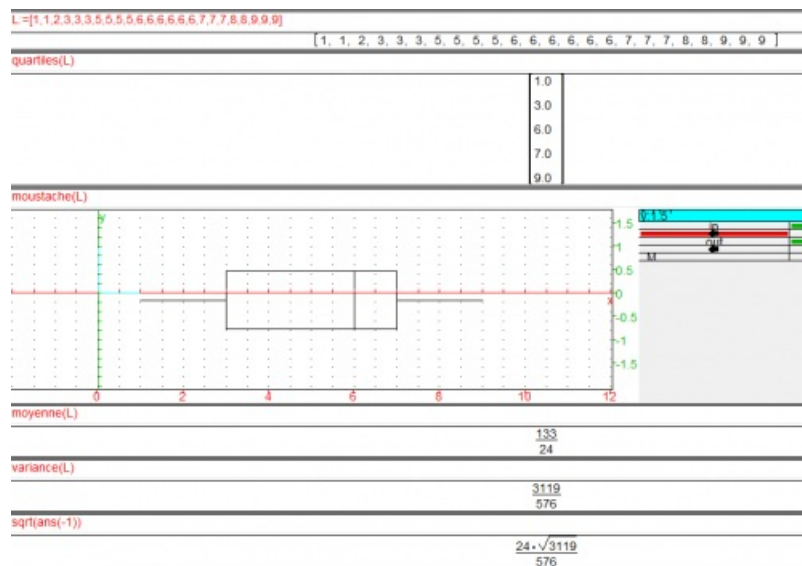 L =[1,1,2,3,3,3,5,5,5,5,6,6,6,6,6,6,7,7,7,8,8,9,9,9]
[ 1, 1, 2, 3, 3, 3, 5, 5, 5, 5, 6, 6, 6, 6, 6, 6, 7, 7, 7, 8, 8, 9, 9, 9 ]
quartiles(L)
1.0
3.0
6.0
7.0
9.0
moustache(L)
y
1.5
1
0.5
0
x
-0.5
-1
-1.5
0 2 4 6 8 10 12
in
out
M
moyenne(L)
133
24
variance(L)
3119
576
sqrt(ans(-1))
24*√3119
576